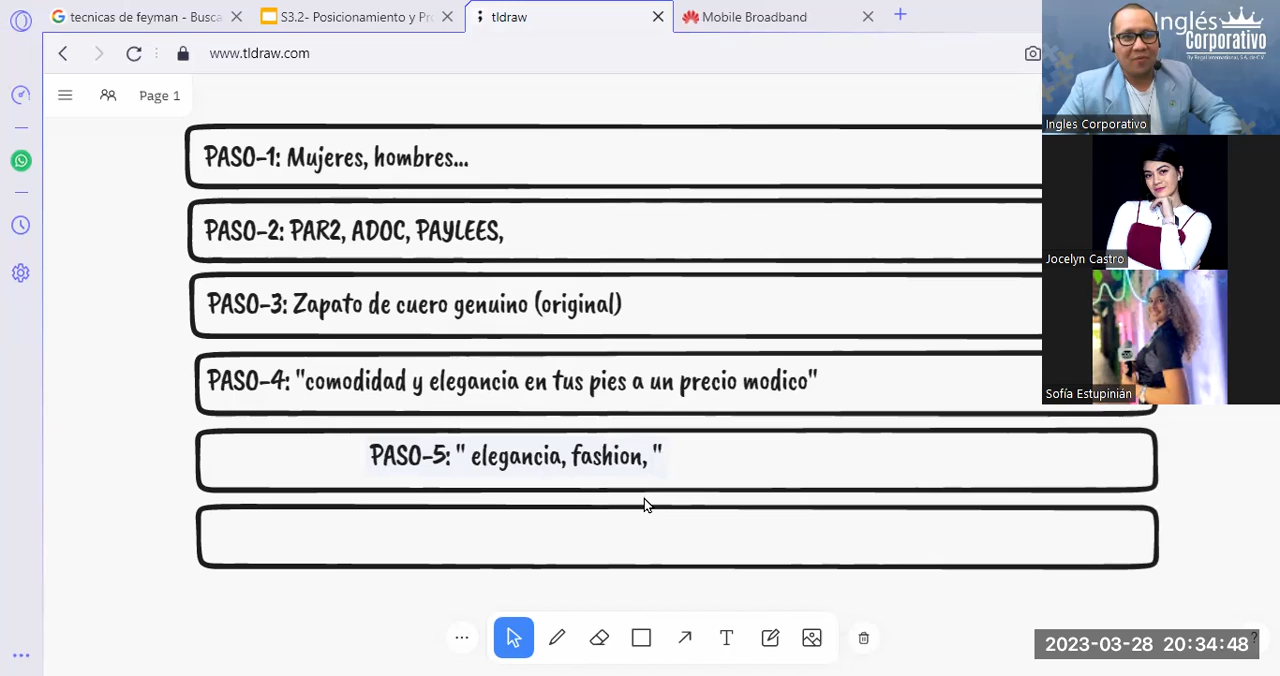 tecnicas de feyman - Busca
S3.2- Posicionamiento y Pr
tldraw
Mobile Broadband
www.tldraw.com
Page 1
PASO-1: Mujeres, hombres...
PASO-2: PAR2, ADOC, PAYLEES,
PASO-3: Zapato de cuero genuino (original)
PASO-4: "comodidad y elegancia en tus pies a un precio modico"
PASO-5: " elegancia, fashion, "
Inglés
Corporativo
Ingles Corporativo
Jocelyn Castro
Sofía Estupinián
2023-03-28 20:34:48